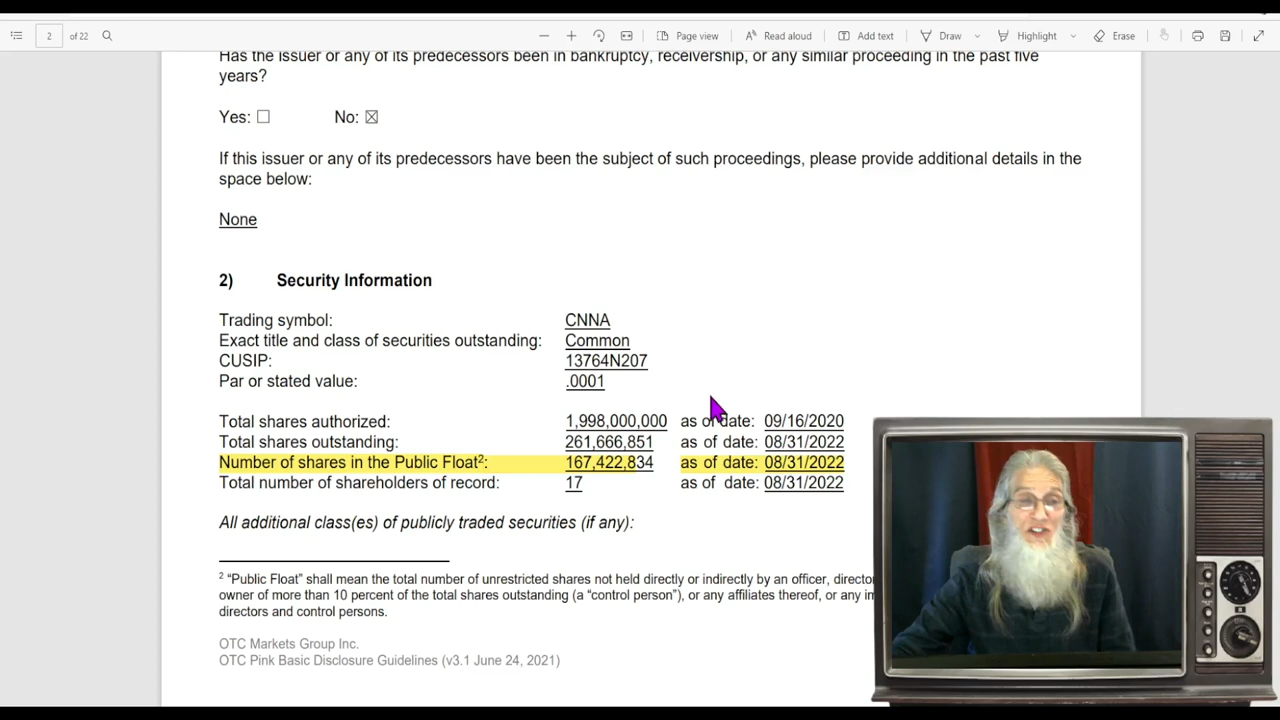 2 of 22 Page view Read aloud Add text Draw Highlight Erase
Has the issuer or any of its predecessors been in bankruptcy, receivership, or any similar proceeding in the past five
years?
Yes: ☐ No: ☒
If this issuer or any of its predecessors have been the subject of such proceedings, please provide additional details in the
space below:
None
2) Security Information
Trading symbol: CNNA
Exact title and class of securities outstanding: Common
CUSIP: 13764N207
Par or stated value: .0001
Total shares authorized: 1,998,000,000 as of date: 09/16/2020
Total shares outstanding: 261,666,851 as of date: 08/31/2022
Number of shares in the Public Float2: 167,422,834 as of date: 08/31/2022
Total number of shareholders of record: 17 as of date: 08/31/2022
All additional class(es) of publicly traded securities (if any):
2 "Public Float" shall mean the total number of unrestricted shares not held directly or indirectly by an officer,
owner of more than 10 percent of the total shares outstanding (a "control person"), or any affiliates thereof, or any
directors and control persons.
OTC Markets Group Inc.
OTC Pink Basic Disclosure Guidelines (v3.1 June 24, 2021)